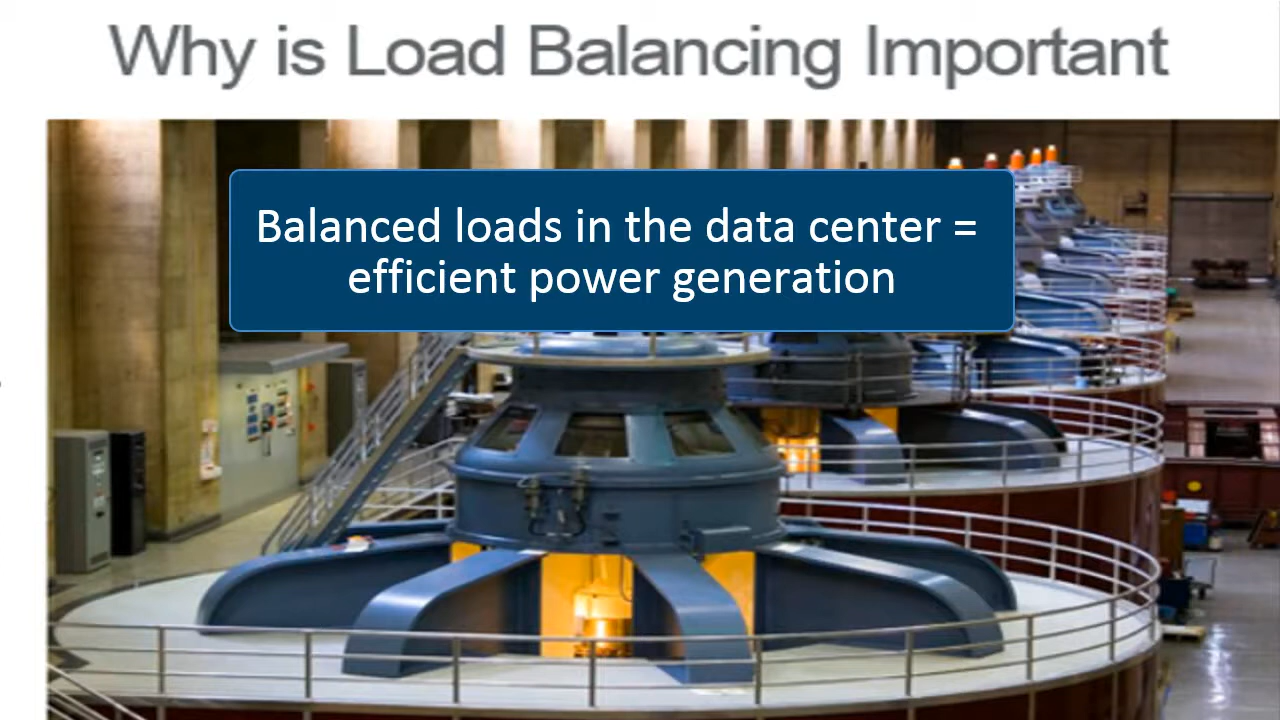 Why is Load Balancing Important
Balanced loads in the data center =
efficient power generation